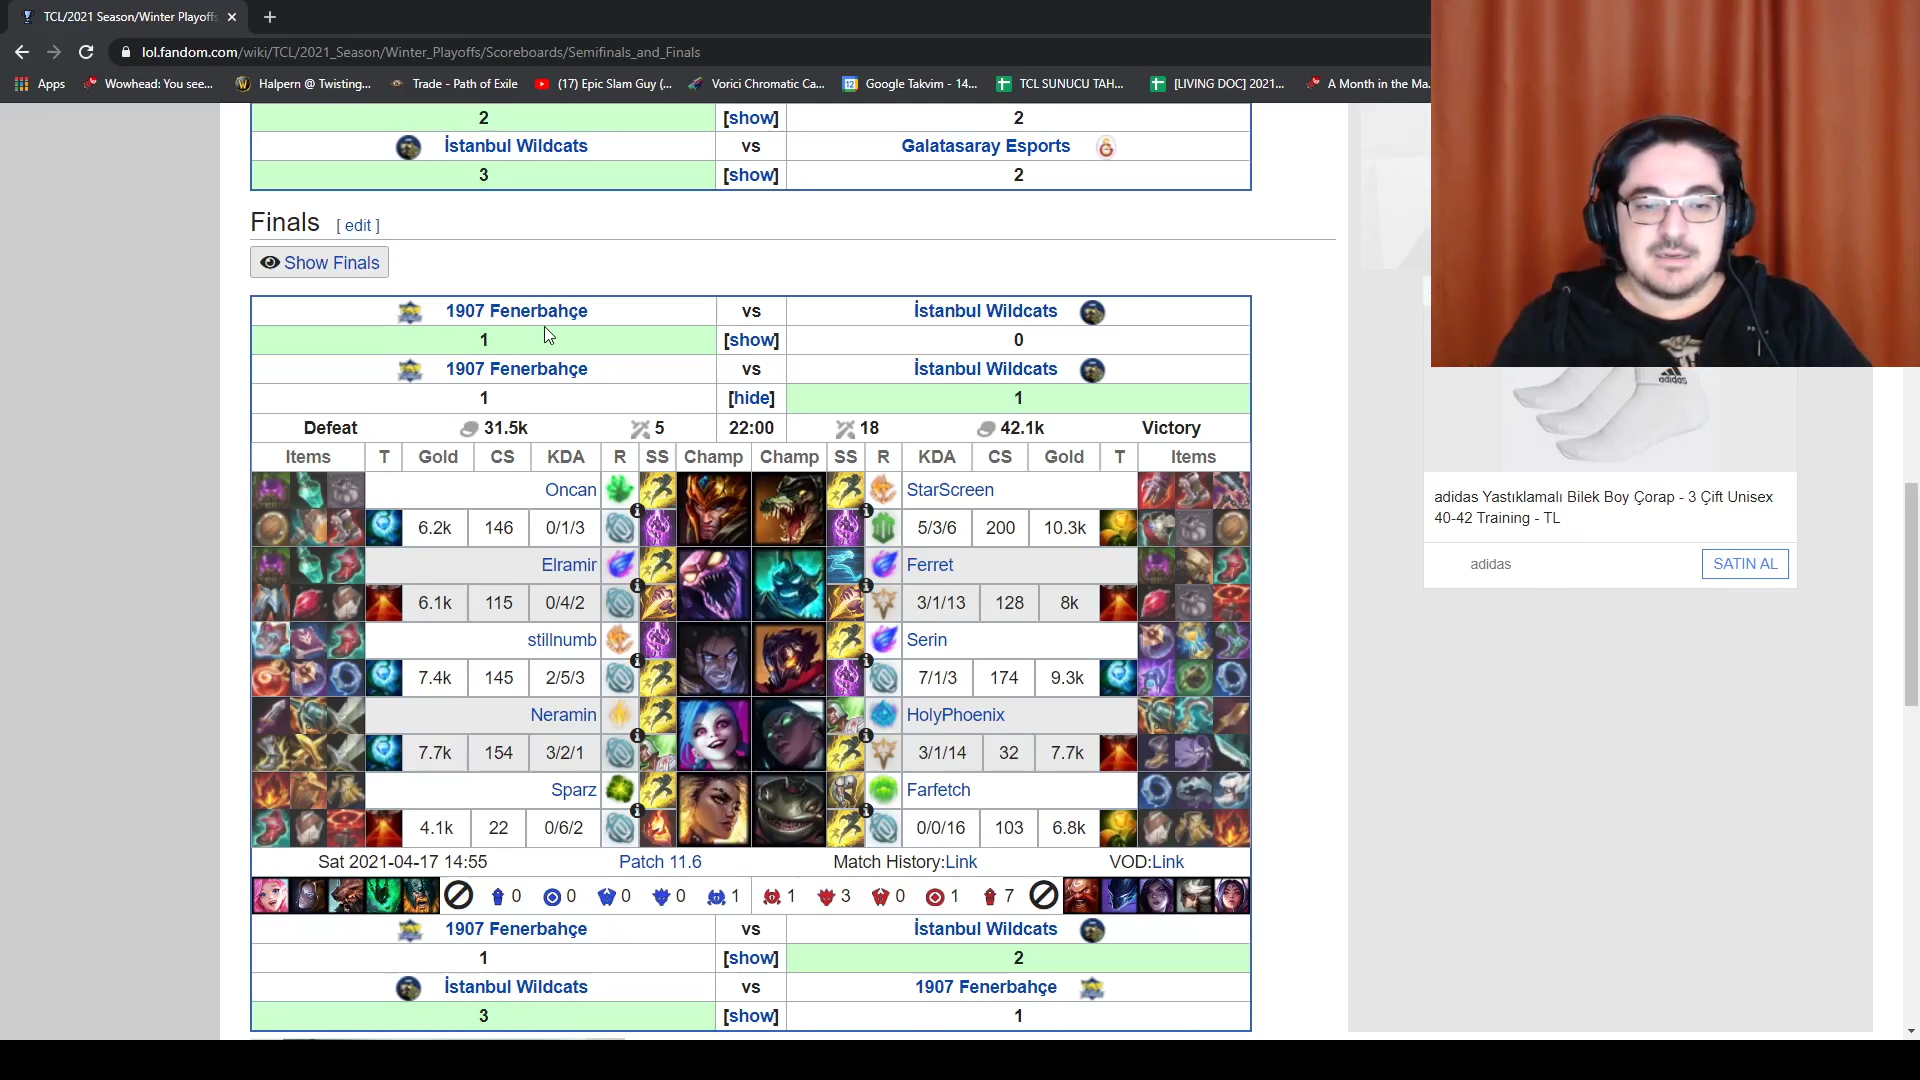 TCL/2021 Season/Winter Playoffs
lol.fandom.com/wiki/TCL/2021_Season/Winter_Playoffs/Scoreboards/Semifinals_and_Finals
Apps Wowhead: You see... Halpern @ Twisting... Trade - Path of Exile (17) Epic Slam Guy (... Vorici Chromatic Ca... Google Takvim - 14... TCL SUNUCU TAH... [LIVING DOC] 2021... A Month in the Ma...
2 [show] 2
İstanbul Wildcats vs Galatasaray Esports
3 [show] 2
Finals [ edit ]
Show Finals
1907 Fenerbahçe vs İstanbul Wildcats
1 [show] 0
1907 Fenerbahçe vs İstanbul Wildcats
1 [hide] 1
Defeat 31.5k 5 22:00 18 42.1k Victory
Items T Gold CS KDA R SS Champ Champ SS R KDA CS Gold T Items
Oncan StarScreen
6.2k 146 0/1/3 5/3/6 200 10.3k
Elramir Ferret
6.1k 115 0/4/2 3/1/13 128 8k
stillnumb Serin
7.4k 145 2/5/3 7/1/3 174 9.3k
Neramin HolyPhoenix
7.7k 154 3/2/1 3/1/14 32 7.7k
Sparz Farfetch
4.1k 22 0/6/2 0/0/16 103 6.8k
Sat 2021-04-17 14:55 Patch 11.6 Match History:Link VOD:Link
0 0 0 0 1 1 3 0 1 7
1907 Fenerbahçe vs İstanbul Wildcats
1 [show] 2
İstanbul Wildcats vs 1907 Fenerbahçe
3 [show] 1
adidas
adidas Yastıklamalı Bilek Boy Çorap - 3 Çift Unisex
40-42 Training - TL
adidas SATIN AL